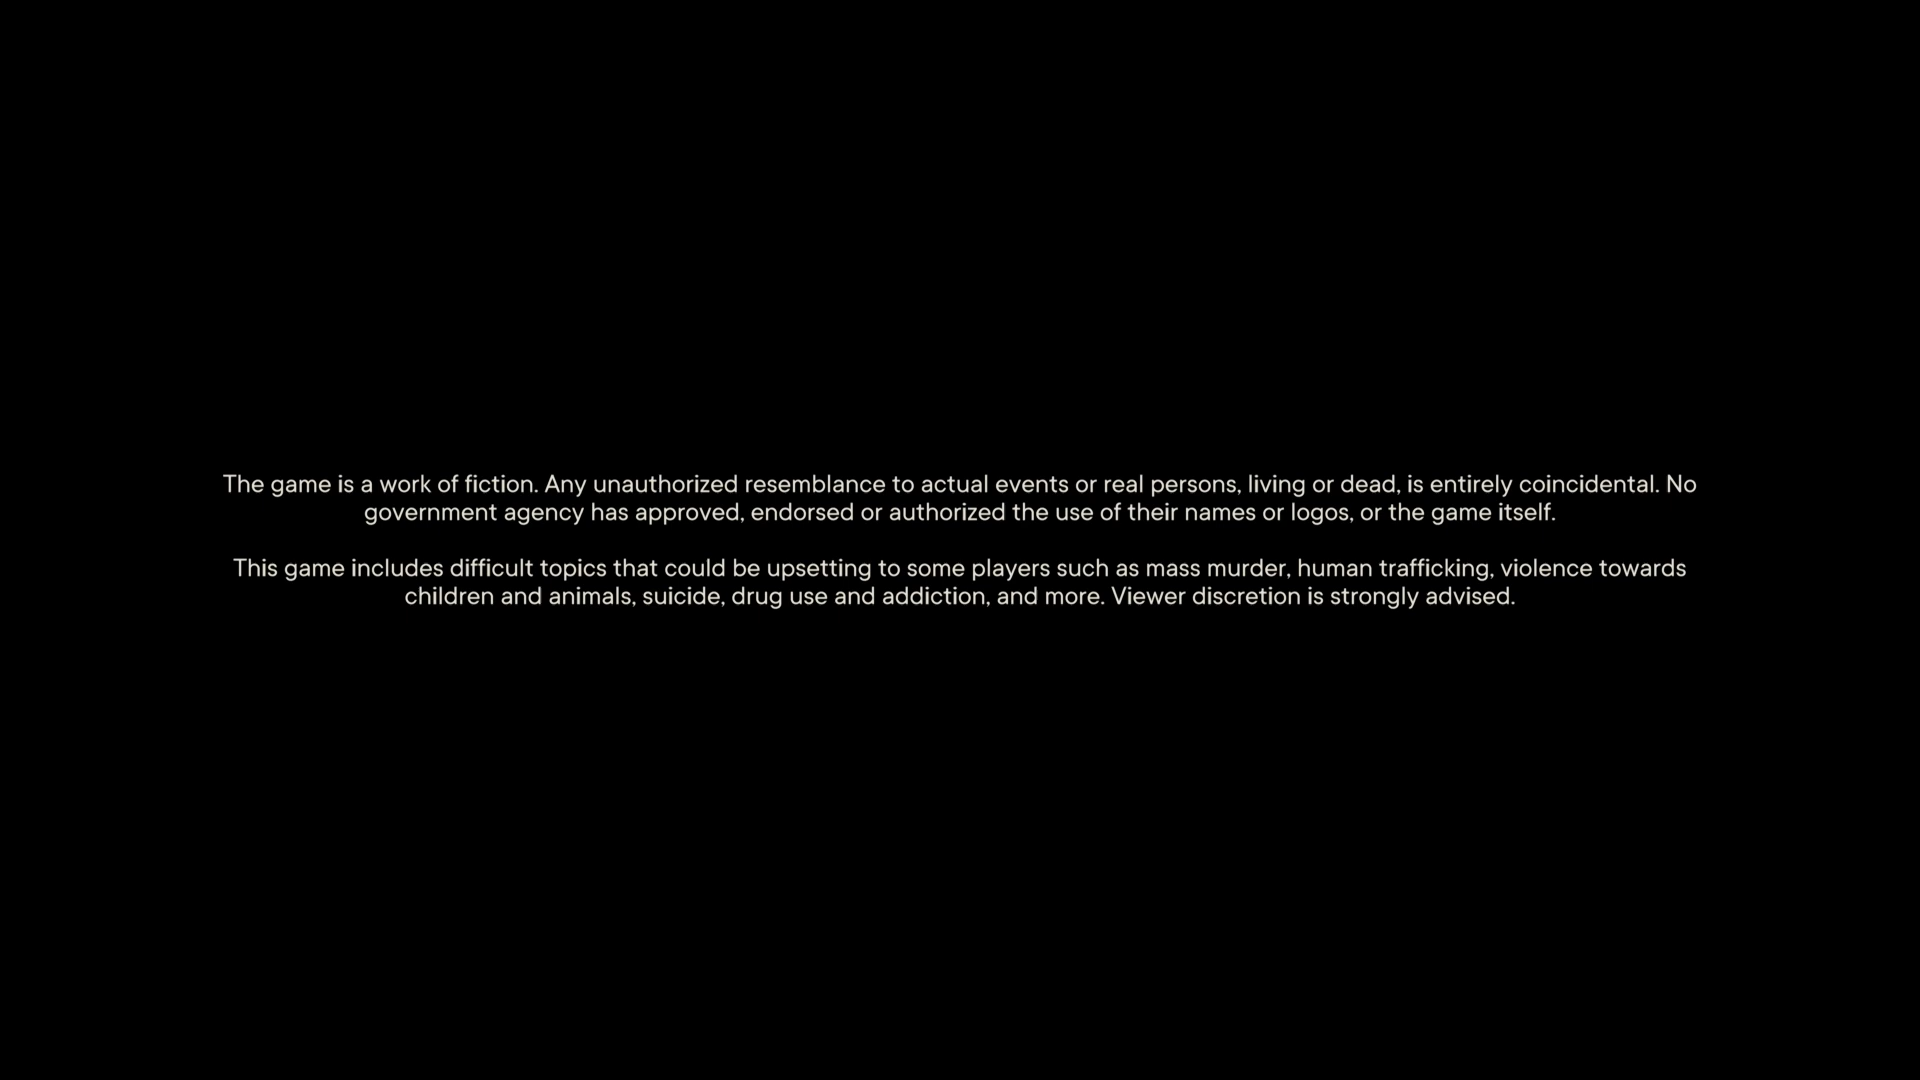 The game is a work of fiction. Any unauthorized resemblance to actual events or real persons, living or dead, is entirely coincidental. No
government agency has approved, endorsed or authorized the use of their names or logos, or the game itself.
This game includes difficult topics that could be upsetting to some players such as mass murder, human trafficking, violence towards
children and animals, suicide, drug use and addiction, and more. Viewer discretion is strongly advised.